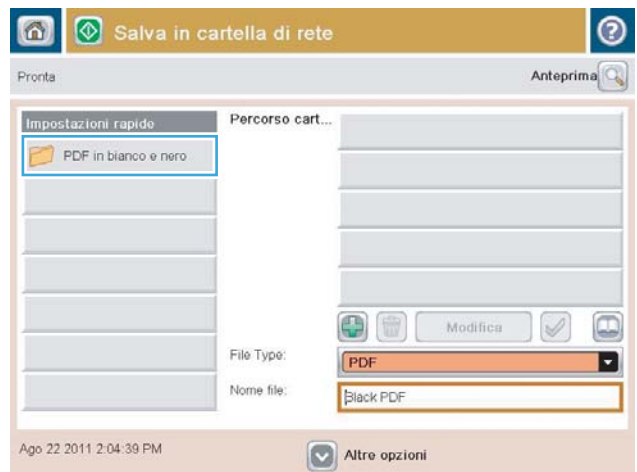 Salva in cartella di rete
Pronta
Anteprima
Impostazioni rapide
PDF in bianco e nero
Percorso cart...
Modifica
File Type:
PDF
Nome file:
Black PDF
Ago 22 2011 2:04:39 PM
Altre opzioni